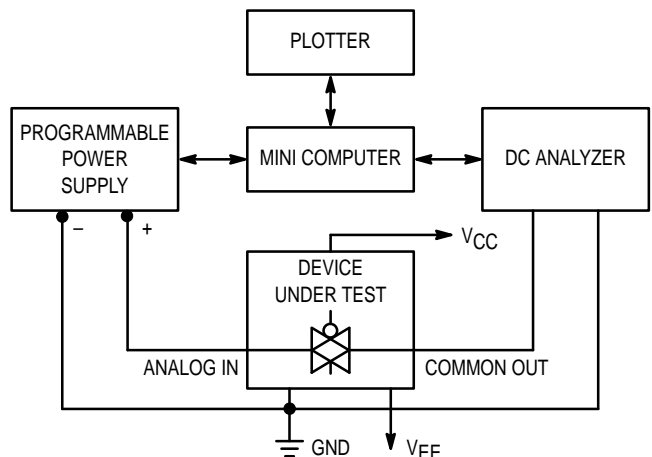 PLOTTER
PROGRAMMABLE
POWER
SUPPLY
MINI COMPUTER
DC ANALYZER
– +
VCC
DEVICE
UNDER TEST
ANALOG IN
COMMON OUT
GND
VEE